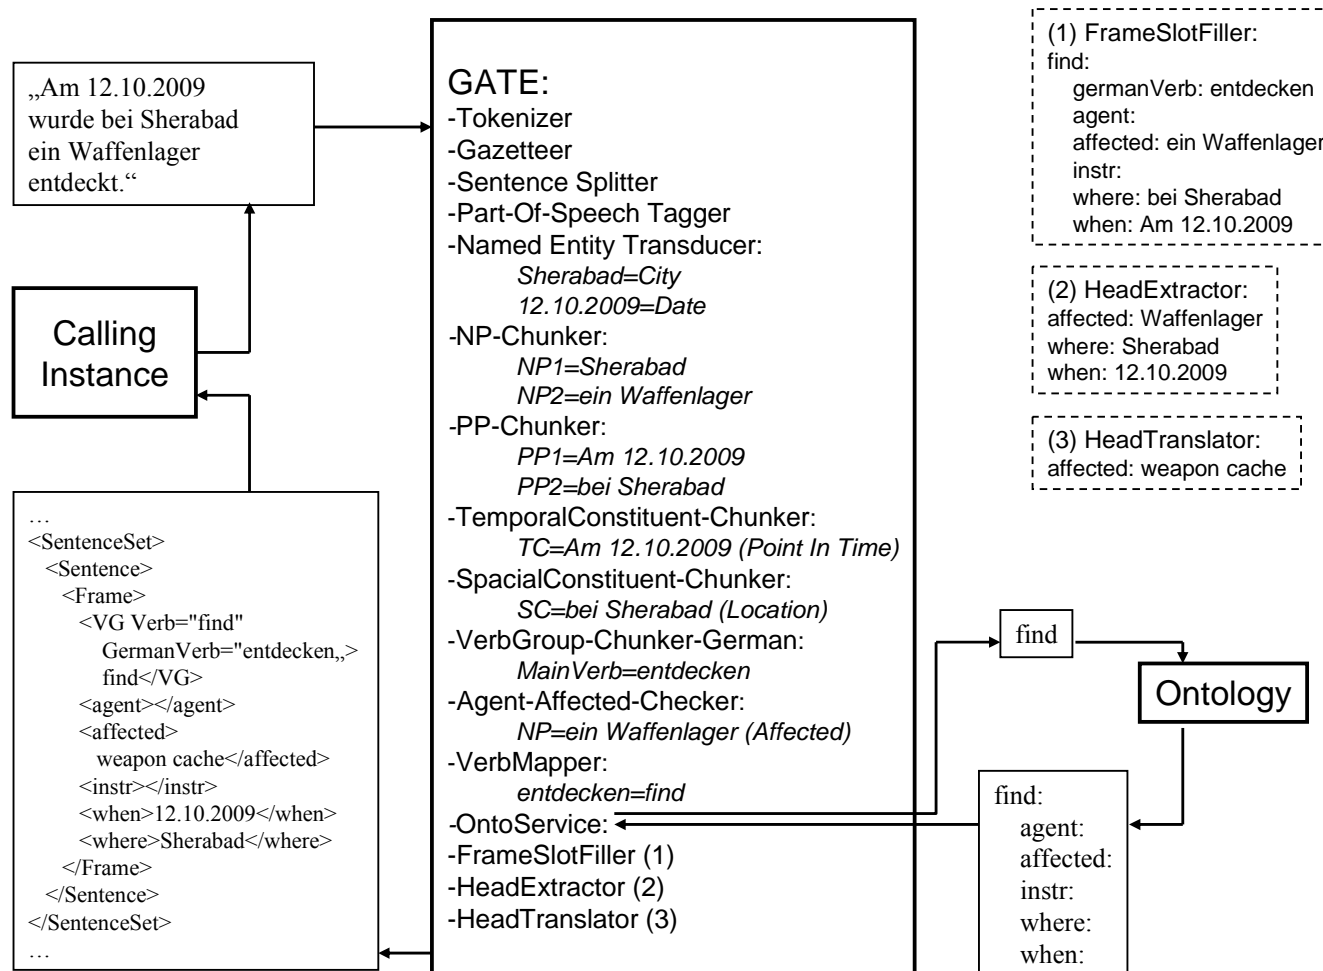 „Am 12.10.2009
wurde bei Sherabad
ein Waffenlager
entdeckt.“
Calling
Instance
…
<SentenceSet>
<Sentence>
<Frame>
<VG Verb="find"
GermanVerb="entdecken„>
find</VG>
<agent></agent>
<affected>
weapon cache</affected>
<instr></instr>
<when>12.10.2009</when>
<where>Sherabad</where>
</Frame>
</Sentence>
</SentenceSet>
…
GATE:
-Tokenizer
-Gazetteer
-Sentence Splitter
-Part-Of-Speech Tagger
-Named Entity Transducer:
Sherabad=City
12.10.2009=Date
-NP-Chunker:
NP1=Sherabad
NP2=ein Waffenlager
-PP-Chunker:
PP1=Am 12.10.2009
PP2=bei Sherabad
-TemporalConstituent-Chunker:
TC=Am 12.10.2009 (Point In Time)
-SpacialConstituent-Chunker:
SC=bei Sherabad (Location)
-VerbGroup-Chunker-German:
MainVerb=entdecken
-Agent-Affected-Checker:
NP=ein Waffenlager (Affected)
-VerbMapper:
entdecken=find
-OntoService:
-FrameSlotFiller (1)
-HeadExtractor (2)
-HeadTranslator (3)
(1) FrameSlotFiller:
find:
germanVerb: entdecken
agent:
affected: ein Waffenlager
instr:
where: bei Sherabad
when: Am 12.10.2009
(2) HeadExtractor:
affected: Waffenlager
where: Sherabad
when: 12.10.2009
(3) HeadTranslator:
affected: weapon cache
find
Ontology
find:
agent:
affected:
instr:
where:
when: